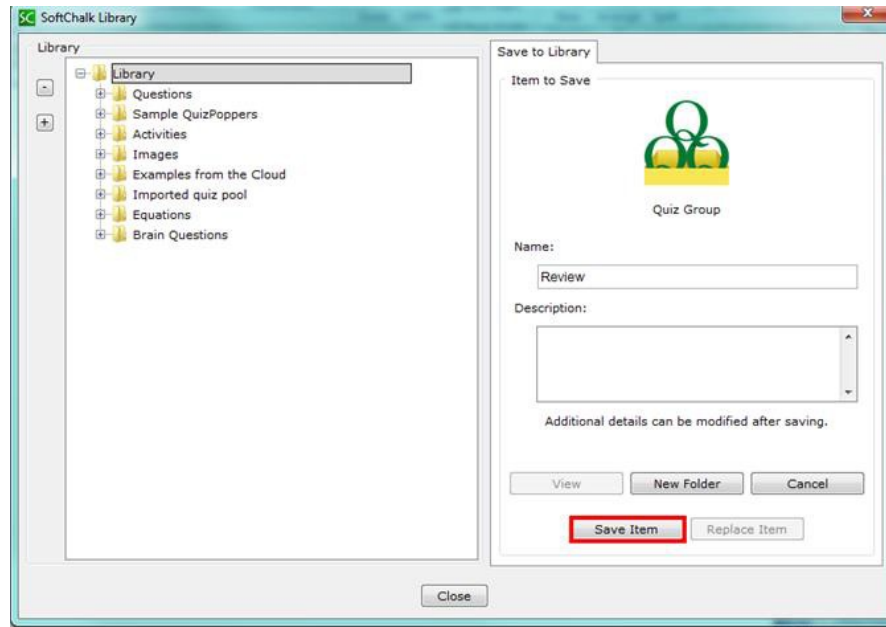 SC SoftChalk Library
Library
Library
Questions
Sample QuizPoppers
Activities
Images
Examples from the Cloud
Imported quiz pool
Equations
Brain Questions
Save to Library
Item to Save
Quiz Group
Name:
Review
Description:
Additional details can be modified after saving.
View
New Folder
Cancel
Save Item
Replace Item
Close